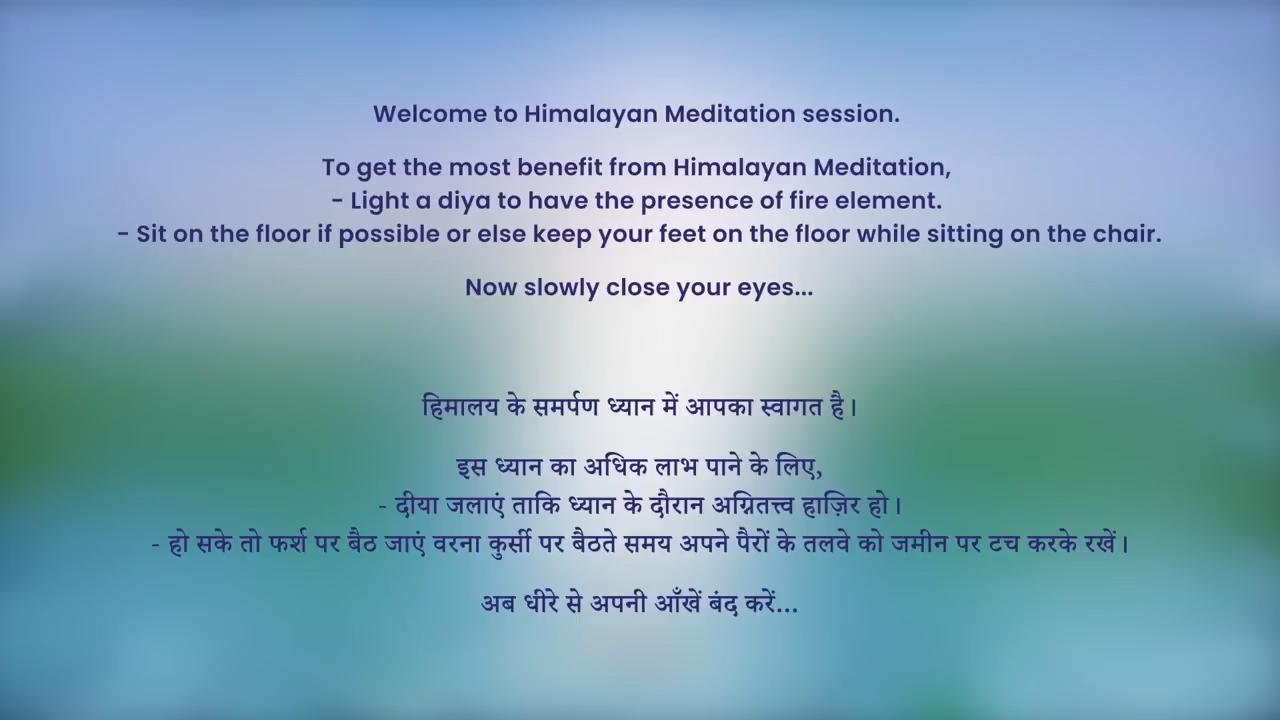 Welcome to Himalayan Meditation session.
To get the most benefit from Himalayan Meditation,
- Light a diya to have the presence of fire element.
- Sit on the floor if possible or else keep your feet on the floor while sitting on the chair.
Now slowly close your eyes...
हिमालय के समर्पण ध्यान में आपका स्वागत है।
इस ध्यान का अधिक लाभ पाने के लिए,
- दीया जलाएं ताकि ध्यान के दौरान अग्नितत्त्व हाज़िर हो।
- हो सके तो फर्श पर बैठ जाएं वरना कुर्सी पर बैठते समय अपने पैरों के तलवे को जमीन पर टच करके रखें।
अब धीरे से अपनी आँखें बंद करें...